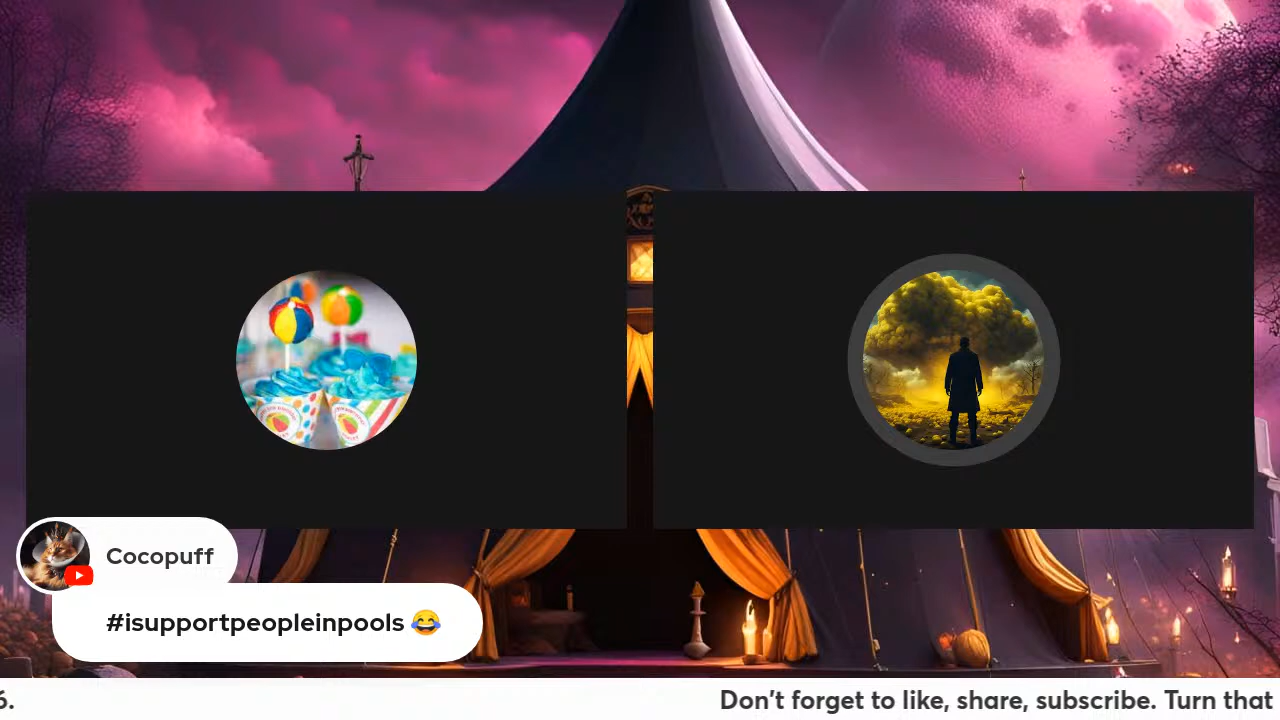 Cocopuff
#isupportpeopleinpools 😂
6.
Don't forget to like, share, subscribe. Turn that